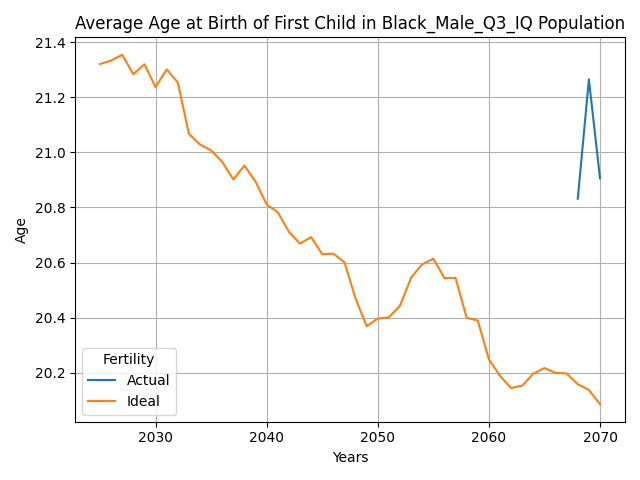 Average Age at Birth of First Child in Black_Male_Q3_IQ Population
21.4
21.2
21.0
20.8
20.6
20.4
20.2
Age
Fertility
Actual
Ideal
2030
2040
2050
2060
2070
Years